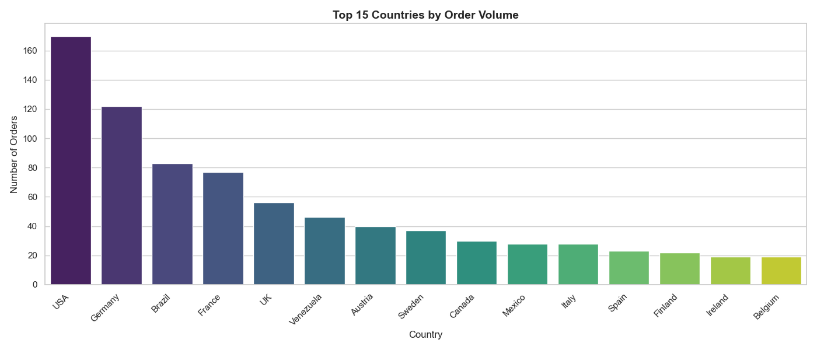 Top 15 Countries by Order Volume
Number of Orders
160
140
120
100
80
60
40
20
0
USA
Germany
Brazil
France
UK
Venezuela
Austria
Sweden
Canada
Mexico
Italy
Spain
Finland
Ireland
Belgium
Country